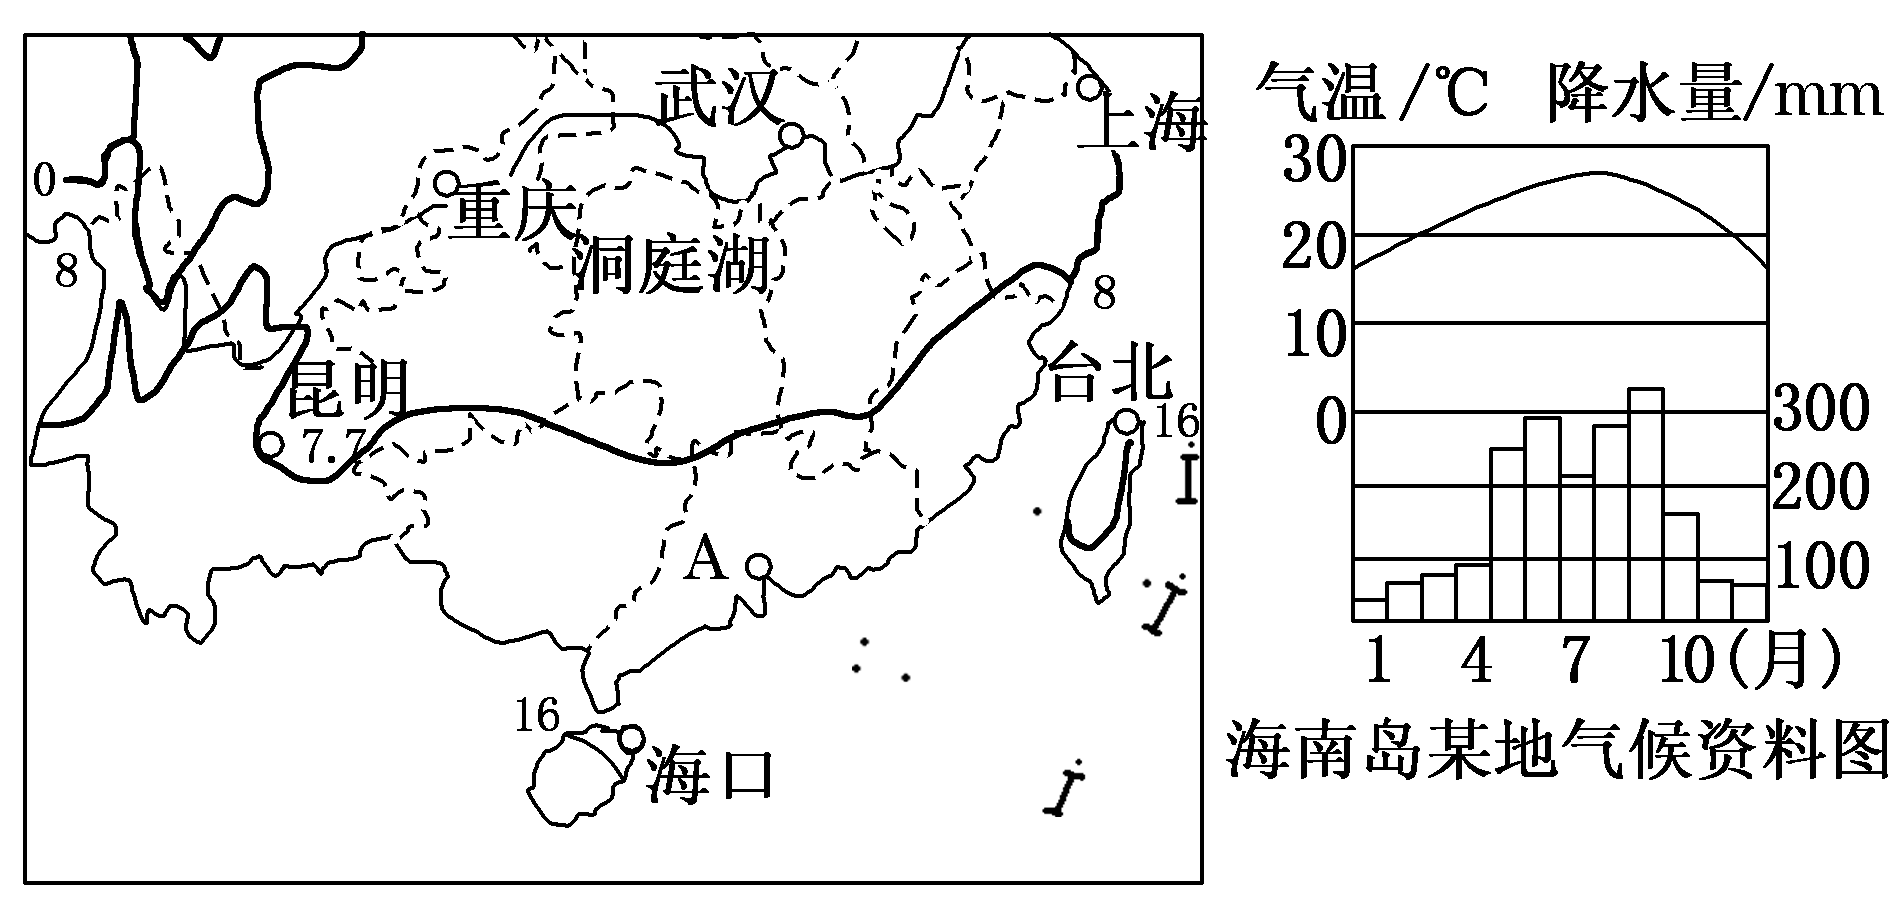 武汉
上海
0
重庆
洞庭湖
8
8
昆明
7.7
台北
16
A
16
海口
气温/℃ 降水量/mm
30
20
10
0
300
200
100
1 4 7 10(月)
海南岛某地气候资料图